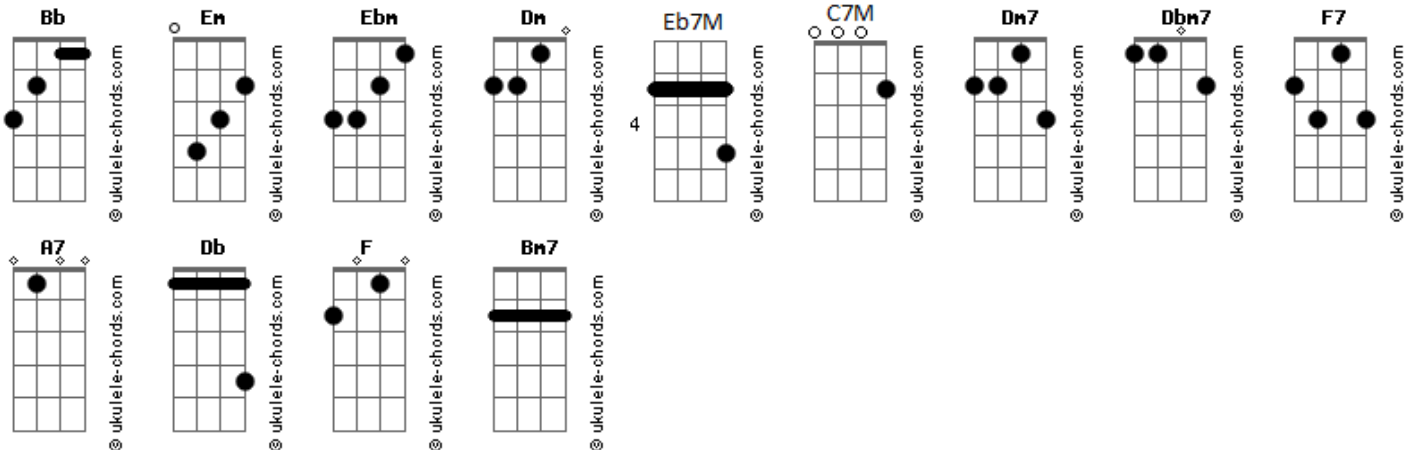 Bb Em Ebm Dm Eb7M C7M Dm7 Dbm7 F7
© ukulele-chords.com © ukulele-chords.com © ukulele-chords.com © ukulele-chords.com 4 © ukulele-chords.com © ukulele-chords.com © ukulele-chords.com © ukulele-chords.com © ukulele-chords.com
A7 Db F Bm7
© ukulele-chords.com © ukulele-chords.com © ukulele-chords.com © ukulele-chords.com